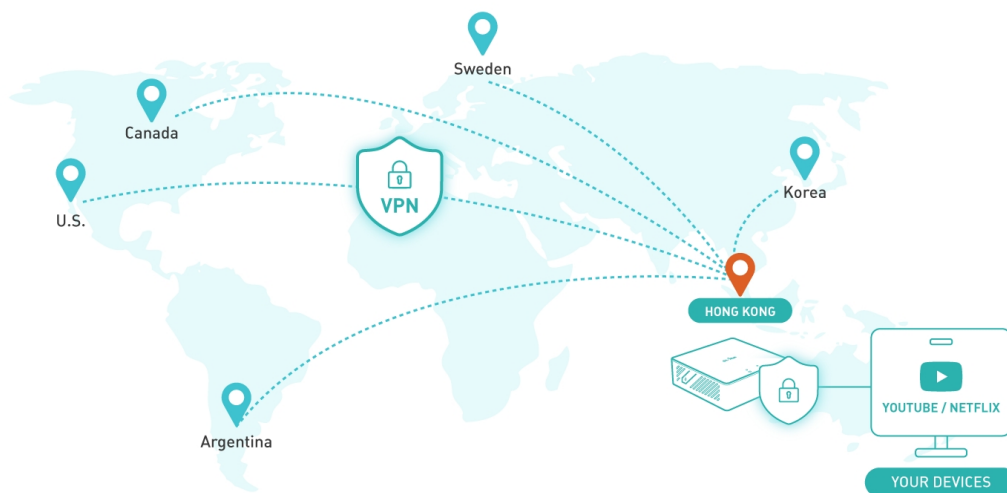 Sweden
Canada
VPN
Korea
U.S.
HONG KONG
YOUTUBE / NETFLIX
Argentina
YOUR DEVICES